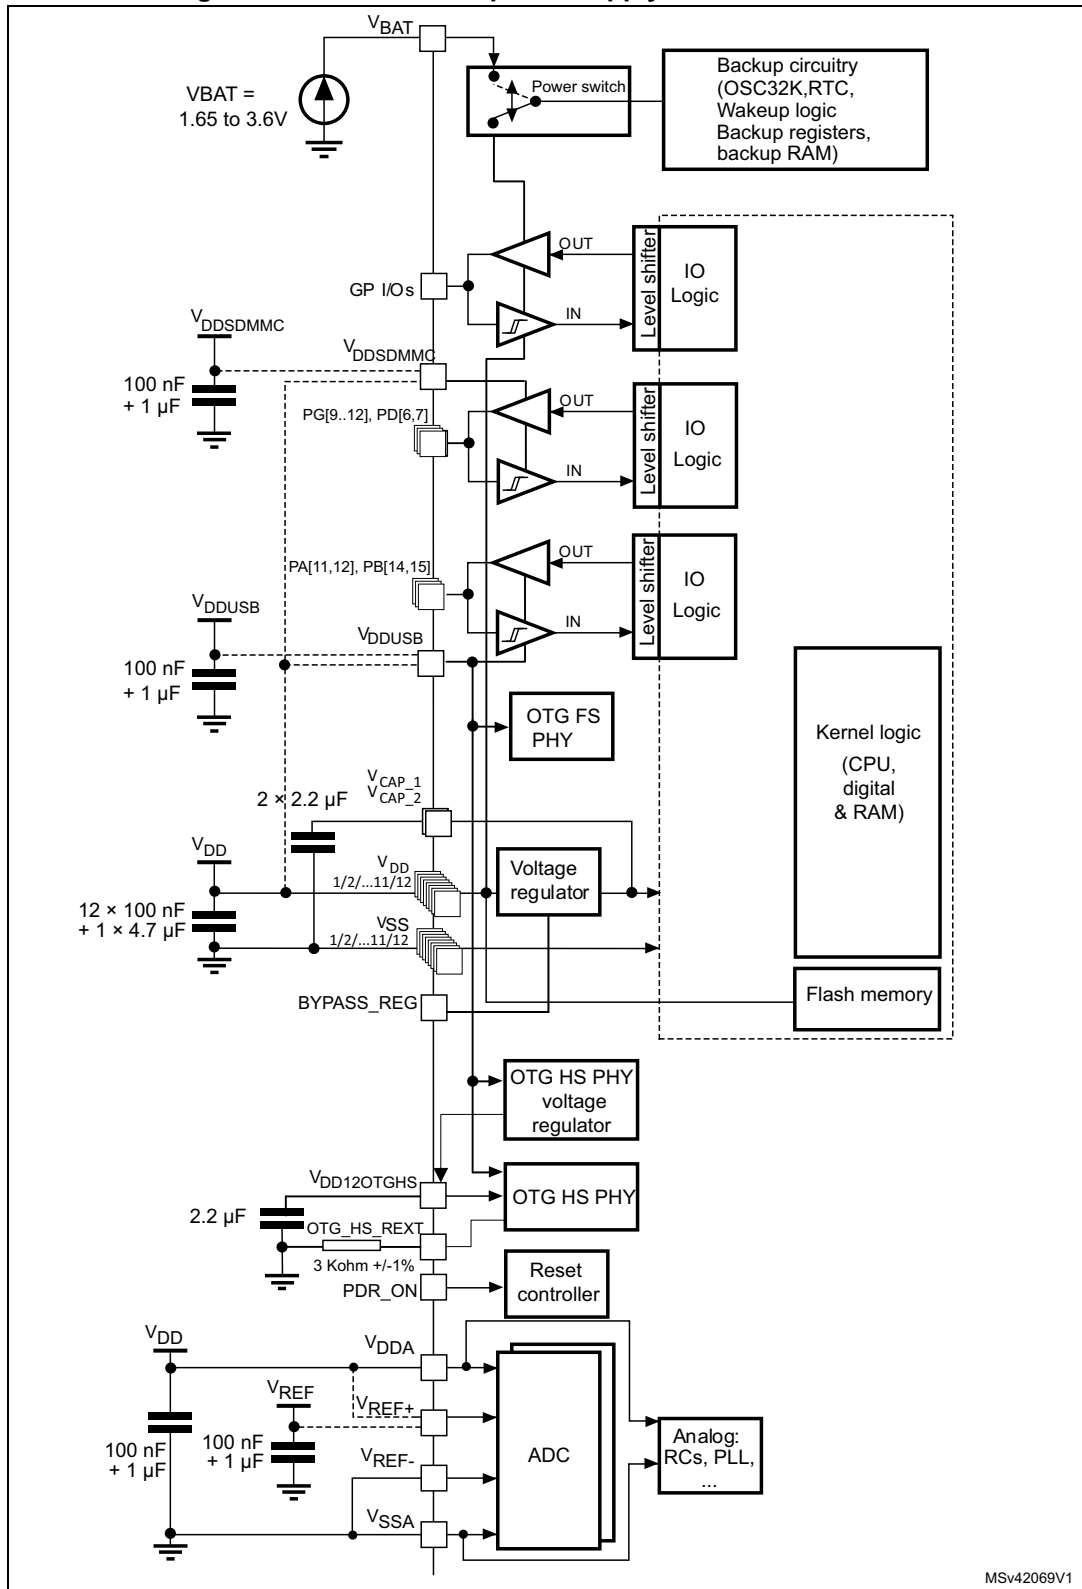 VBAT
VBAT =
1.65 to 3.6V
Power switch
Backup circuitry
(OSC32K,RTC,
Wakeup logic
Backup registers,
backup RAM)
OUT
GP I/Os
IN
Level shifter
IO
Logic
VDDSDMMC
VDDSDMMC
100 nF
+ 1 µF
PG[9..12], PD[6,7]
OUT
IN
Level shifter
IO
Logic
PA[11,12], PB[14,15]
OUT
IN
Level shifter
IO
Logic
VDDUSB
VDDUSB
100 nF
+ 1 µF
OTG FS
PHY
Kernel logic
(CPU,
digital
& RAM)
VCAP_1
VCAP_2
2 × 2.2 µF
VDD
VDD
1/2/...11/12
Voltage
regulator
12 × 100 nF
+ 1 × 4.7 µF
VSS
1/2/...11/12
BYPASS_REG
Flash memory
OTG HS PHY
voltage
regulator
VDD12OTGHS
OTG HS PHY
2.2 µF
OTG_HS_REXT
3 Kohm +/-1%
PDR_ON
Reset
controller
VDD
VDDA
VREF
VREF+
100 nF
+ 1 µF
100 nF
+ 1 µF
VREF-
ADC
Analog:
RCs, PLL,
...
VSSA
MSv42069V1